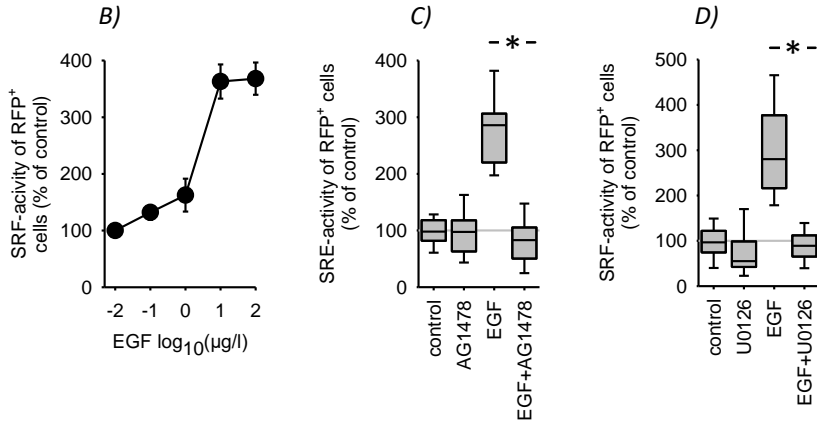 B)
SRF-acivity of RFP+
cells (% of control)
400
300
200
100
0
-2 -1 0 1 2
EGF log10(µg/l)
C)
SRE-activity of RFP+ cells
(% of control)
400
300
200
100
0
*
control
AG1478
EGF
EGF+AG1478
D)
SRF-activity of RFP+ cells
(% of control)
500
400
300
200
100
0
*
control
U0126
EGF
EGF+U0126